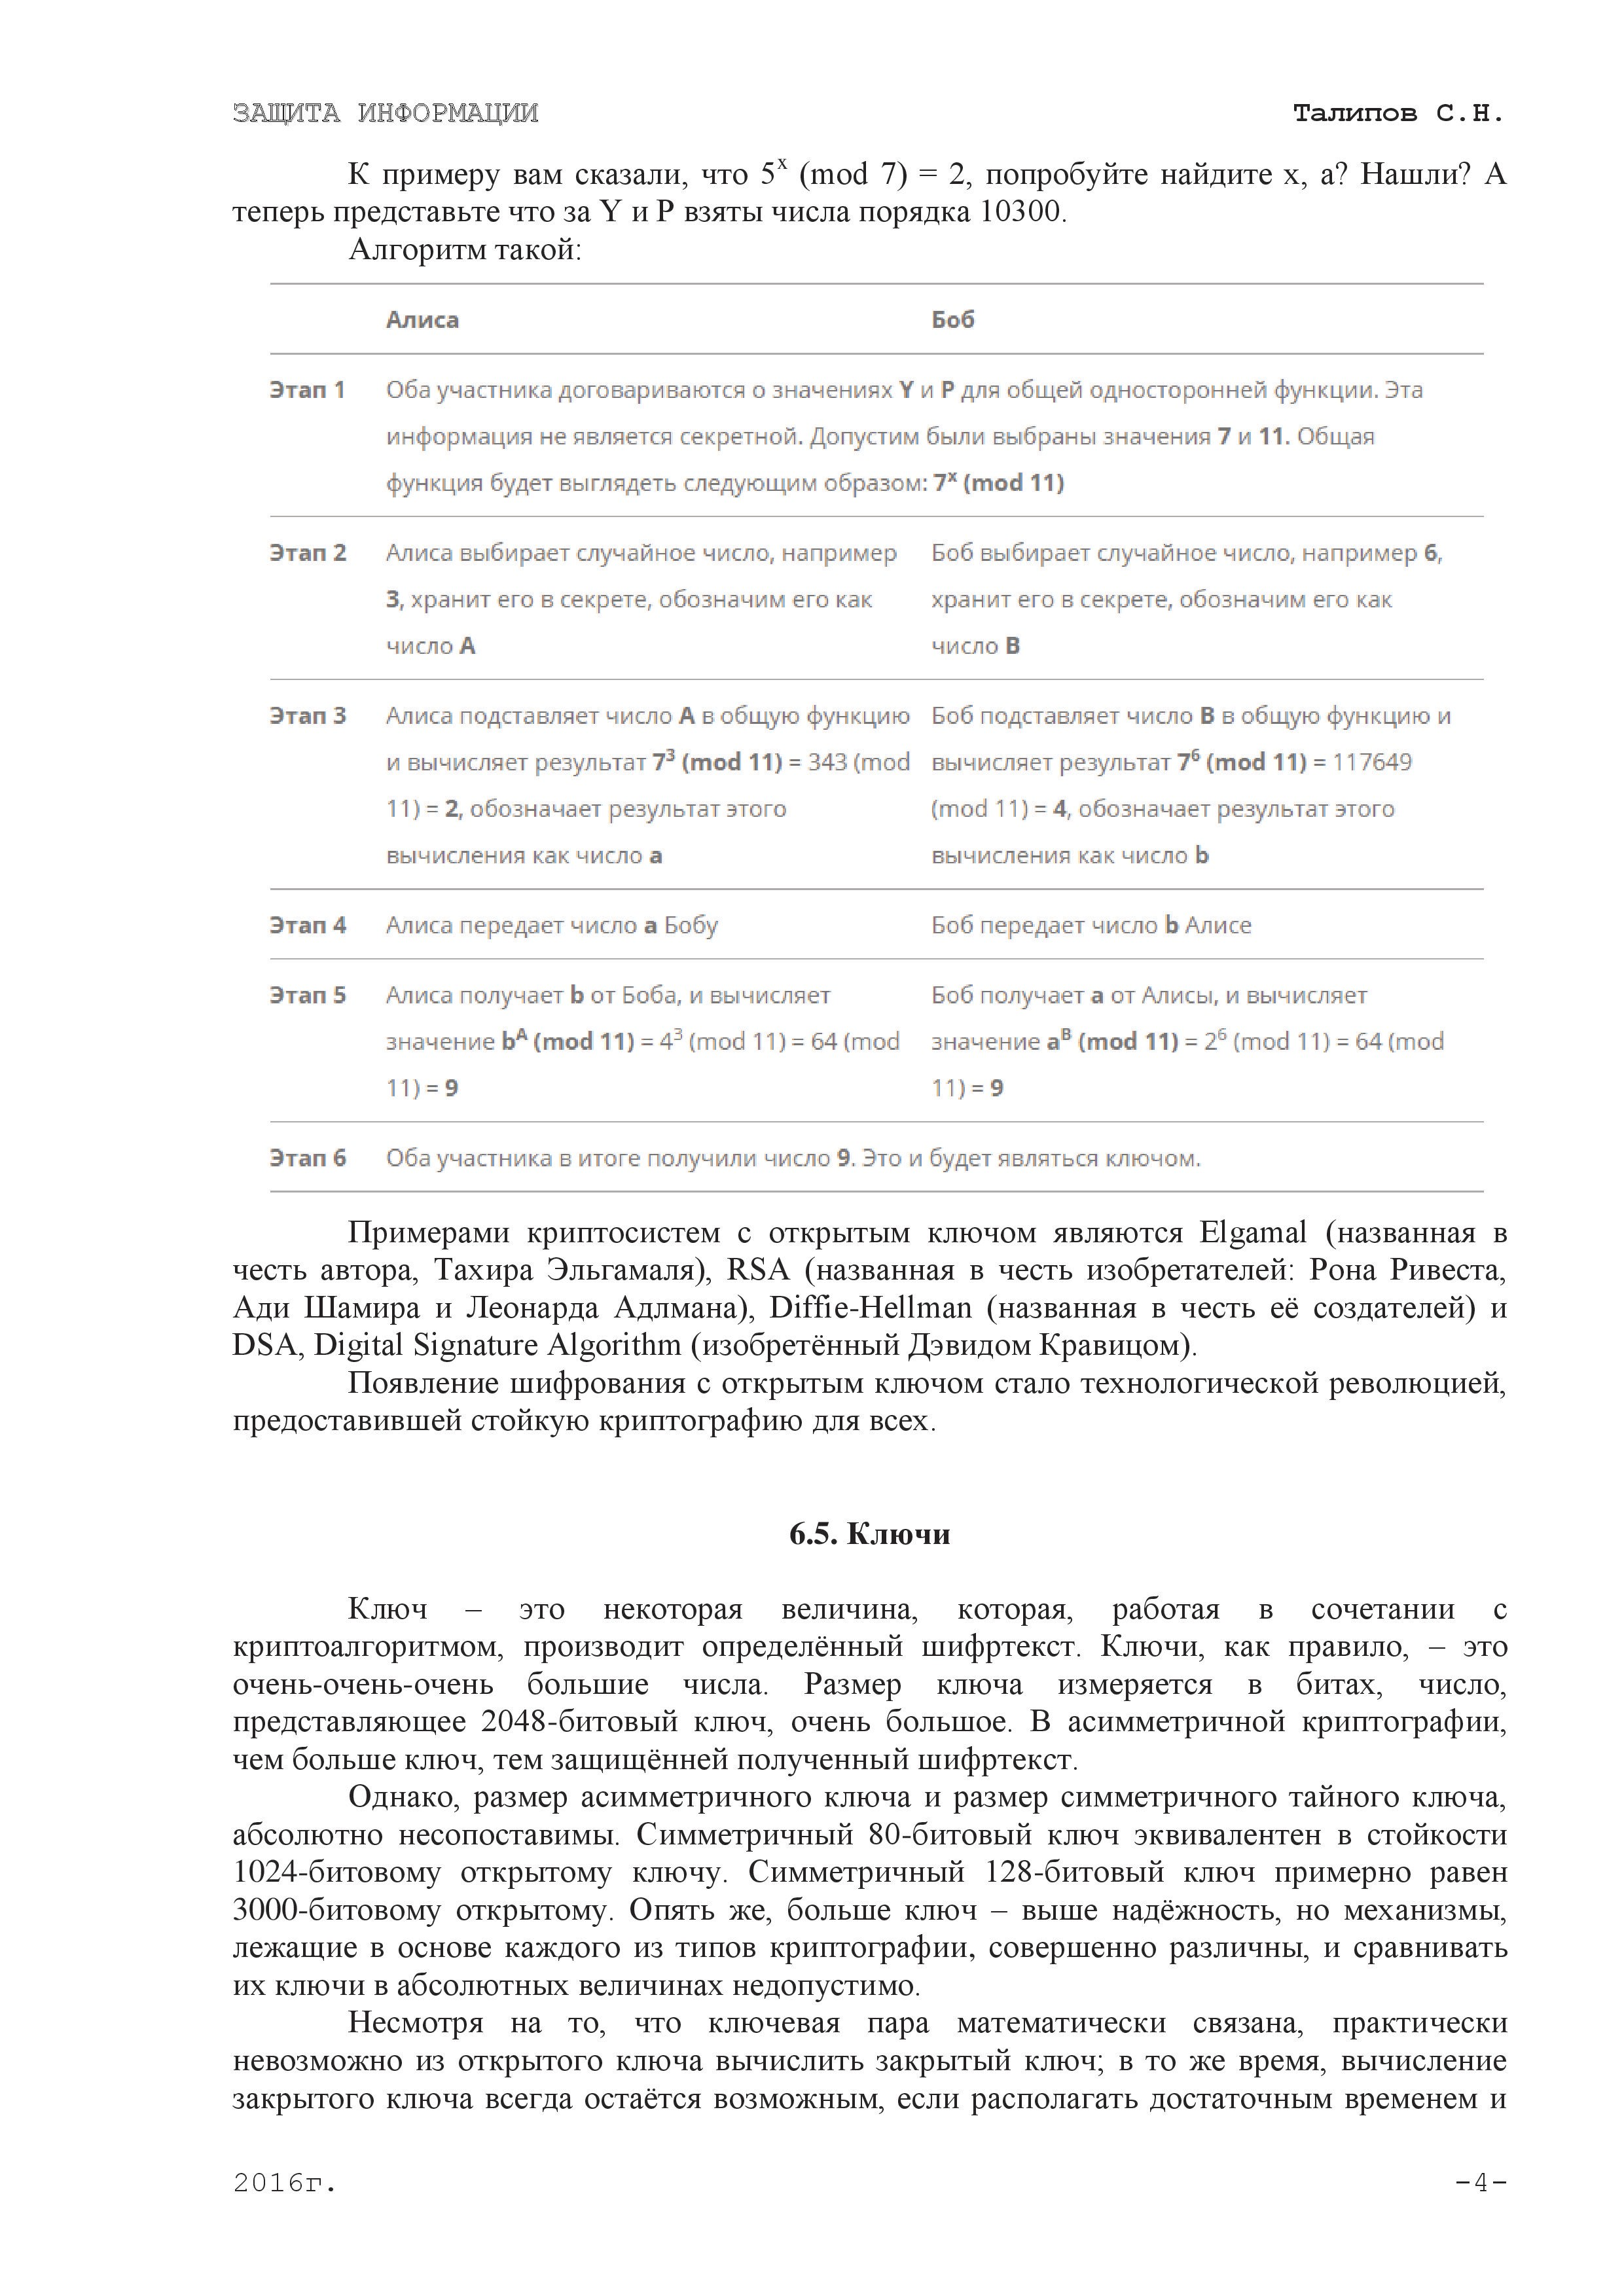 ЗАЩИТА ИНФОРМАЦИИ Талипов С.Н.
К примеру вам сказали, что 5ˣ (mod 7) = 2, попробуйте найдите x, а? Нашли? А
теперь представьте что за Y и P взяты числа порядка 10300.
Алгоритм такой:
Алиса Боб
Этап 1 Оба участника договариваются о значениях Y и P для общей односторонней функции. Эта
информация не является секретной. Допустим были выбраны значения 7 и 11. Общая
функция будет выглядеть следующим образом: 7ˣ (mod 11)
Этап 2 Алиса выбирает случайное число, например Боб выбирает случайное число, например 6,
3, хранит его в секрете, обозначим его как хранит его в секрете, обозначим его как
число A число B
Этап 3 Алиса подставляет число A в общую функцию Боб подставляет число B в общую функцию и
и вычисляет результат 7³ (mod 11) = 343 (mod вычисляет результат 7⁶ (mod 11) = 117649
11) = 2, обозначает результат этого (mod 11) = 4, обозначает результат этого
вычисления как число a вычисления как число b
Этап 4 Алиса передает число a Бобу Боб передает число b Алисе
Этап 5 Алиса получает b от Боба, и вычисляет Боб получает a от Алисы, и вычисляет
значение bᴬ (mod 11) = 4³ (mod 11) = 64 (mod значение aᴮ (mod 11) = 2⁶ (mod 11) = 64 (mod
11) = 9 11) = 9
Этап 6 Оба участника в итоге получили число 9. Это и будет являться ключом.
Примерами криптосистем с открытым ключом являются Elgamal (названная в
честь автора, Тахира Эльгамаля), RSA (названная в честь изобретателей: Рона Ривеста,
Ади Шамира и Леонарда Адлмана), Diffie-Hellman (названная в честь её создателей) и
DSA, Digital Signature Algorithm (изобретённый Дэвидом Кравицом).
Появление шифрования с открытым ключом стало технологической революцией,
предоставившей стойкую криптографию для всех.
6.5. Ключи
Ключ – это некоторая величина, которая, работая в сочетании с
криптоалгоритмом, производит определённый шифртекст. Ключи, как правило, – это
очень-очень-очень большие числа. Размер ключа измеряется в битах, число,
представляющее 2048-битовый ключ, очень большое. В асимметричной криптографии,
чем больше ключ, тем защищённей полученный шифртекст.
Однако, размер асимметричного ключа и размер симметричного тайного ключа,
абсолютно несопоставимы. Симметричный 80-битовый ключ эквивалентен в стойкости
1024-битовому открытому ключу. Симметричный 128-битовый ключ примерно равен
3000-битовому открытому. Опять же, больше ключ – выше надёжность, но механизмы,
лежащие в основе каждого из типов криптографии, совершенно различны, и сравнивать
их ключи в абсолютных величинах недопустимо.
Несмотря на то, что ключевая пара математически связана, практически
невозможно из открытого ключа вычислить закрытый ключ; в то же время, вычисление
закрытого ключа всегда остаётся возможным, если располагать достаточным временем и
2016г. -4-